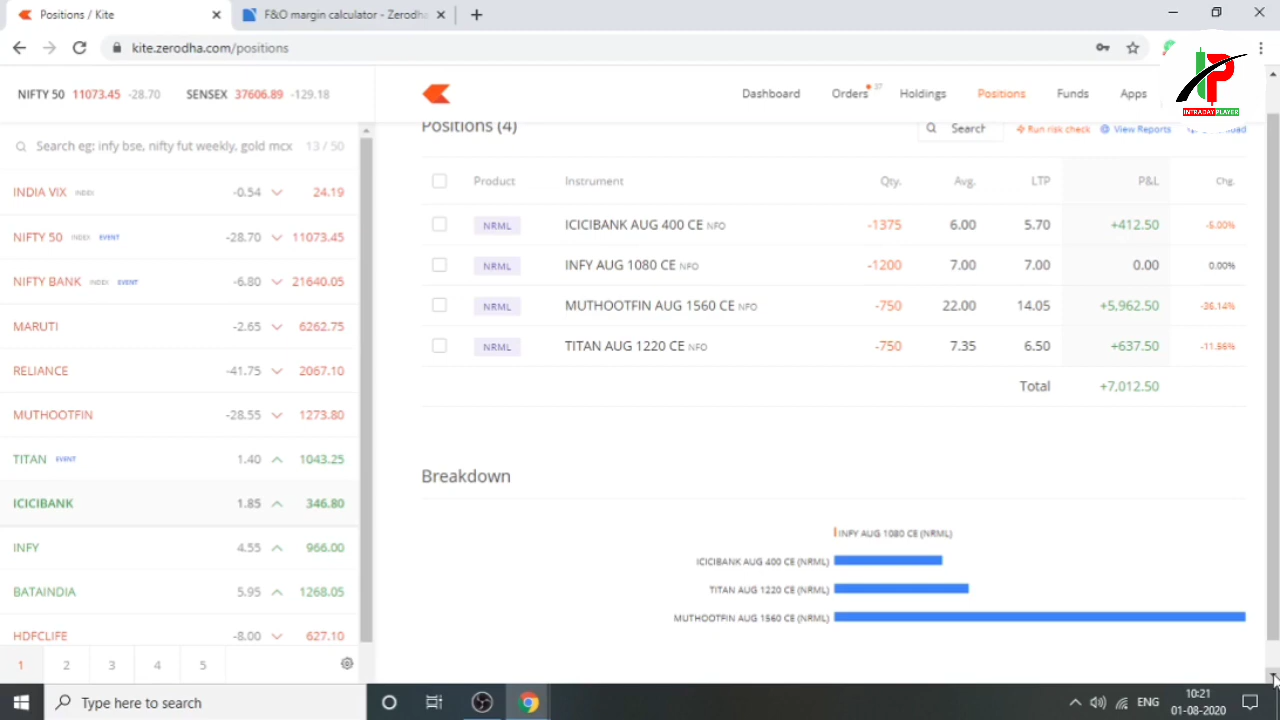 Positions / Kite
F&O margin calculator - Zerodha
kite.zerodha.com/positions
NIFTY 50 11073.45 -28.70 SENSEX 37606.89 -129.18
Dashboard Orders 37 Holdings Positions Funds Apps
INTRADAY PLAYER
Search eg: infy bse, nifty fut weekly, gold mcx 13 / 50
INDIA VIX INDEX -0.54 24.19
NIFTY 50 INDEX EVENT -28.70 11073.45
NIFTY BANK INDEX EVENT -6.80 21640.05
MARUTI -2.65 6262.75
RELIANCE -41.75 2067.10
MUTHOOTFIN -28.55 1273.80
TITAN EVENT 1.40 1043.25
ICICIBANK 1.85 346.80
INFY 4.55 966.00
BATAINDIA 5.95 1268.05
HDFCLIFE -8.00 627.10
1 2 3 4 5
Positions (4) Search Run risk check View Reports
Product Instrument Qty. Avg. LTP P&L Chg.
NRML ICICIBANK AUG 400 CE NFO -1375 6.00 5.70 +412.50 -5.00%
NRML INFY AUG 1080 CE NFO -1200 7.00 7.00 0.00 0.00%
NRML MUTHOOTFIN AUG 1560 CE NFO -750 22.00 14.05 +5,962.50 -36.14%
NRML TITAN AUG 1220 CE NFO -750 7.35 6.50 +637.50 -11.56%
Total +7,012.50
Breakdown
INFY AUG 1080 CE (NRML)
ICICIBANK AUG 400 CE (NRML)
TITAN AUG 1220 CE (NRML)
MUTHOOTFIN AUG 1560 CE (NRML)
Type here to search
ENG
10:21
01-08-2020